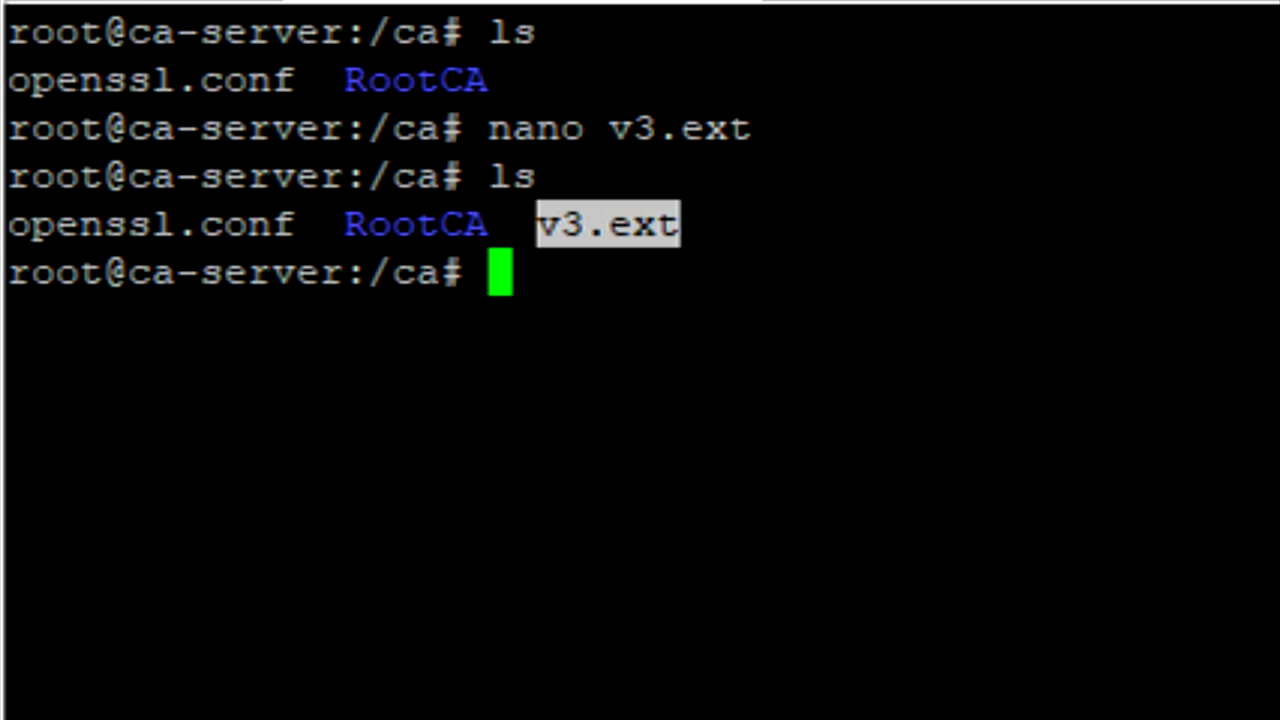 root@ca-server:/ca# ls
openssl.conf  RootCA
root@ca-server:/ca# nano v3.ext
root@ca-server:/ca# ls
openssl.conf  RootCA  v3.ext
root@ca-server:/ca#